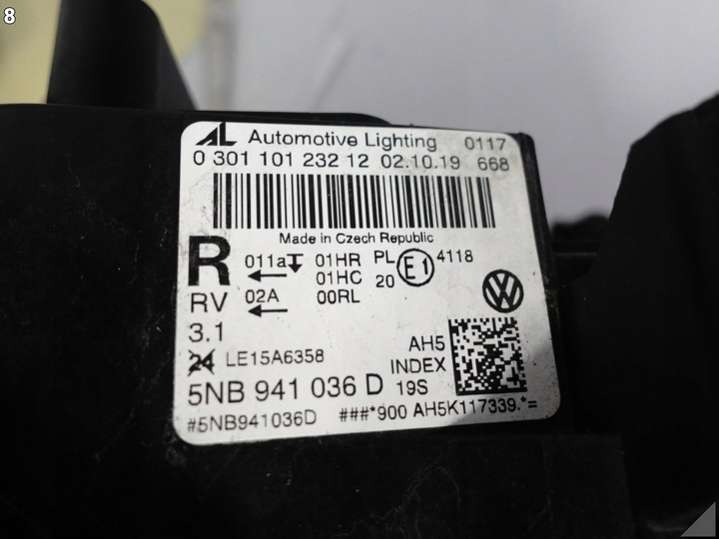 8
AL Automotive Lighting 0117
0 301 101 232 12 02.10.19 668
Made in Czech Republic
R 011a 01HR PL E1 4118
01HC 20
RV 02A 00RL
3.1
24 LE15A6358 AH5
INDEX
5NB 941 036 D 19S
#5NB941036D ###*900 AH5K117339.*=
VW